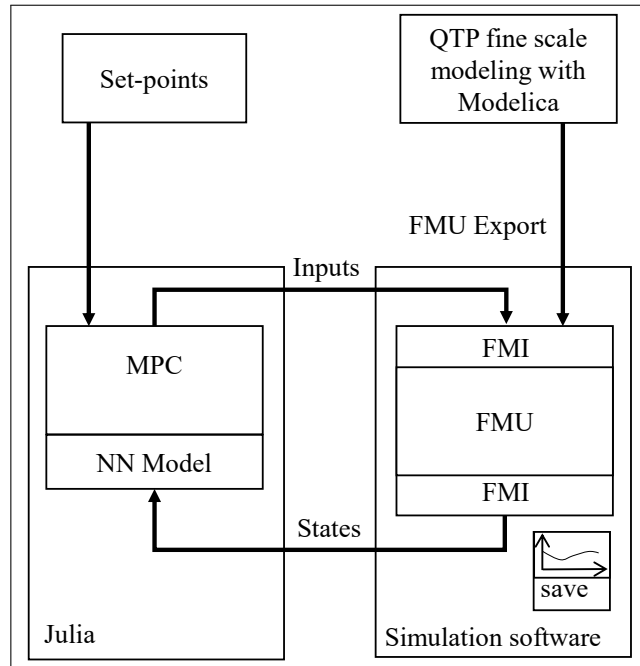 Set-points
QTP fine scale
modeling with
Modelica
FMU Export
Inputs
MPC
NN Model
FMI
FMU
FMI
States
save
Julia
Simulation software